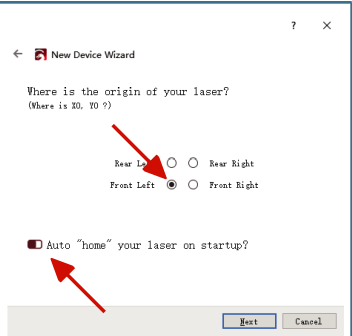 ?
New Device Wizard
Where is the origin of your laser?
(Where is X0, Y0 ?)
Rear Rear Right
Front Left Front Right
Auto "home" your laser on startup?
Next Cancel